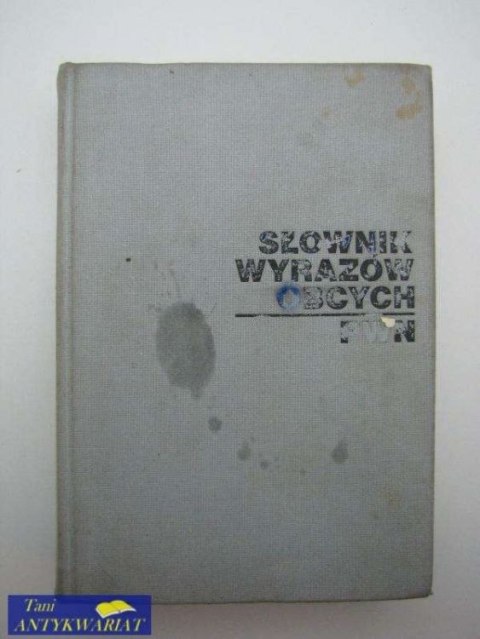 SŁOWNIK
WYRAZÓW
OBCYCH
PWN
Tani
ANTYKWARIAT